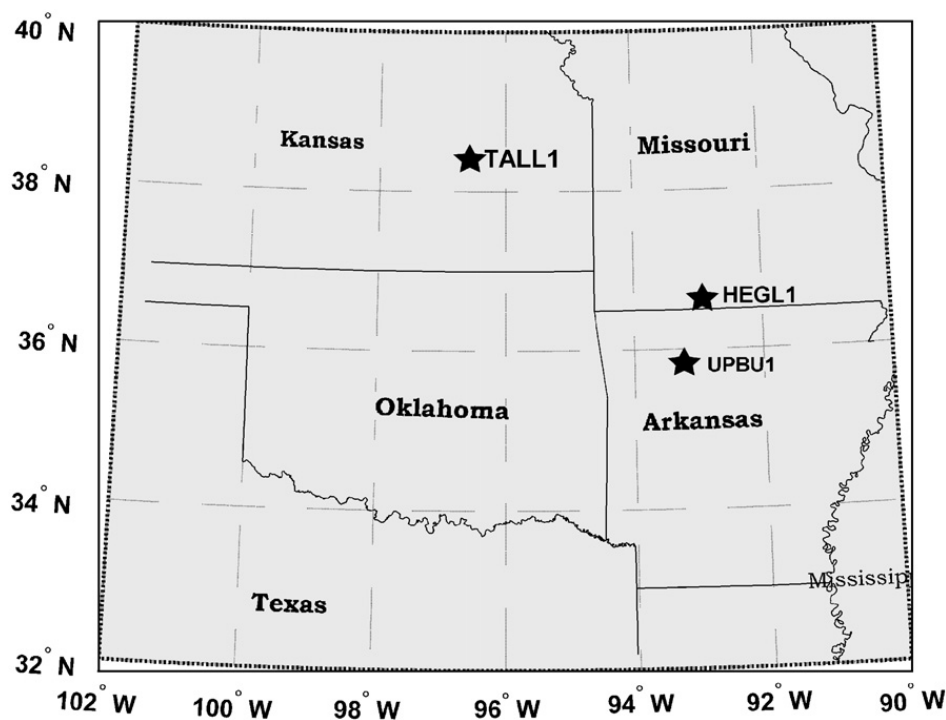 40° N
Kansas
TALL1
Missouri
38° N
HEGL1
36° N
UPBU1
Oklahoma
Arkansas
34° N
Mississip
Texas
32° N
102° W 100° W 98° W 96° W 94° W 92° W 90° W